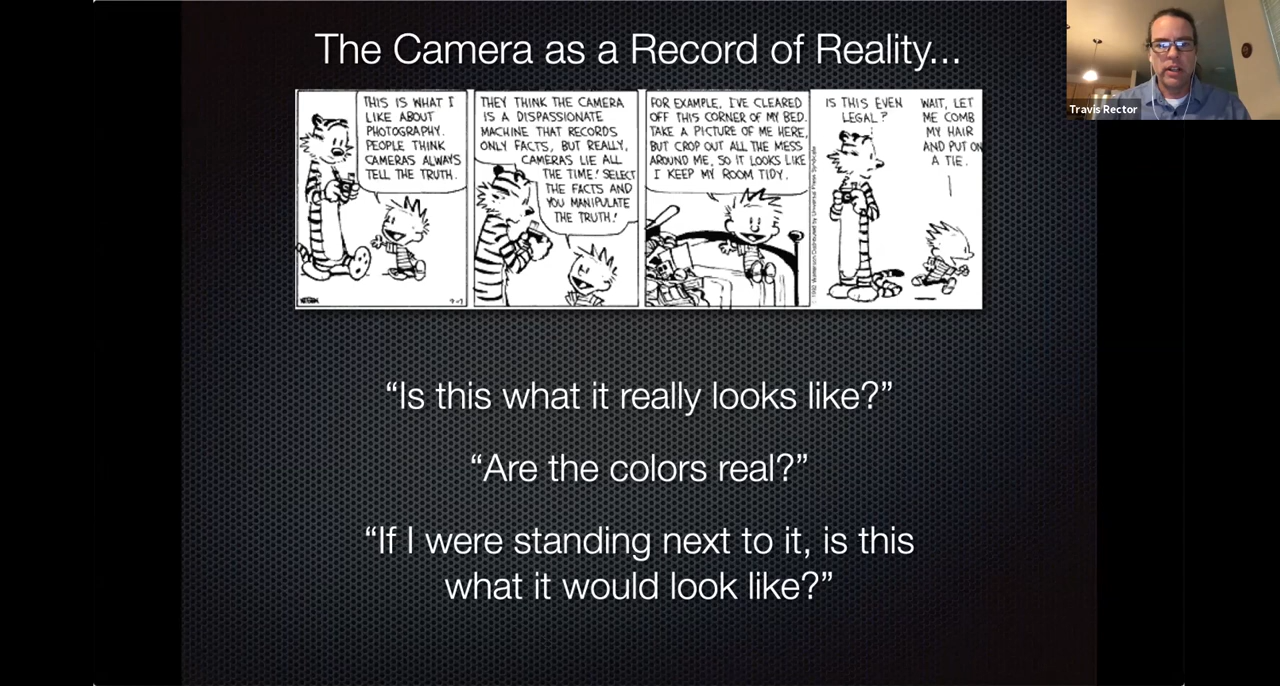 The Camera as a Record of Reality...
Travis Rector
THIS IS WHAT I
LIKE ABOUT
PHOTOGRAPHY.
PEOPLE THINK
CAMERAS ALWAYS
TELL THE TRUTH.
THEY THINK THE CAMERA
IS A DISPASSIONATE
MACHINE THAT RECORDS
ONLY FACTS, BUT REALLY,
CAMERAS LIE ALL
THE TIME! SELECT
THE FACTS AND
YOU MANIPULATE
THE TRUTH!
FOR EXAMPLE, I'VE CLEARED
OFF THIS CORNER OF MY BED.
TAKE A PICTURE OF ME HERE,
BUT CROP OUT ALL THE MESS
AROUND ME, SO IT LOOKS LIKE
I KEEP MY ROOM TIDY.
IS THIS EVEN
LEGAL?
WAIT, LET
ME COMB
MY HAIR
AND PUT ON
A TIE.
“Is this what it really looks like?”
“Are the colors real?”
“If I were standing next to it, is this
what it would look like?”